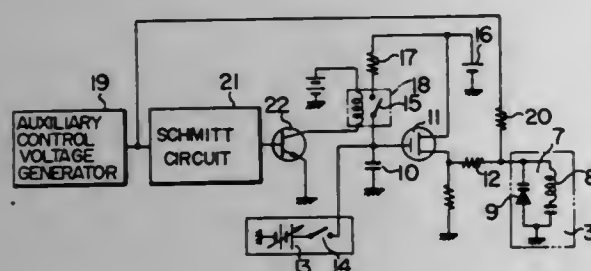 19
AUXILIARY
CONTROL
VOLTAGE
GENERATOR
21
SCHMITT
CIRCUIT
22
17
18
15
16
11
10
13
14
12
20
7
8
9
3